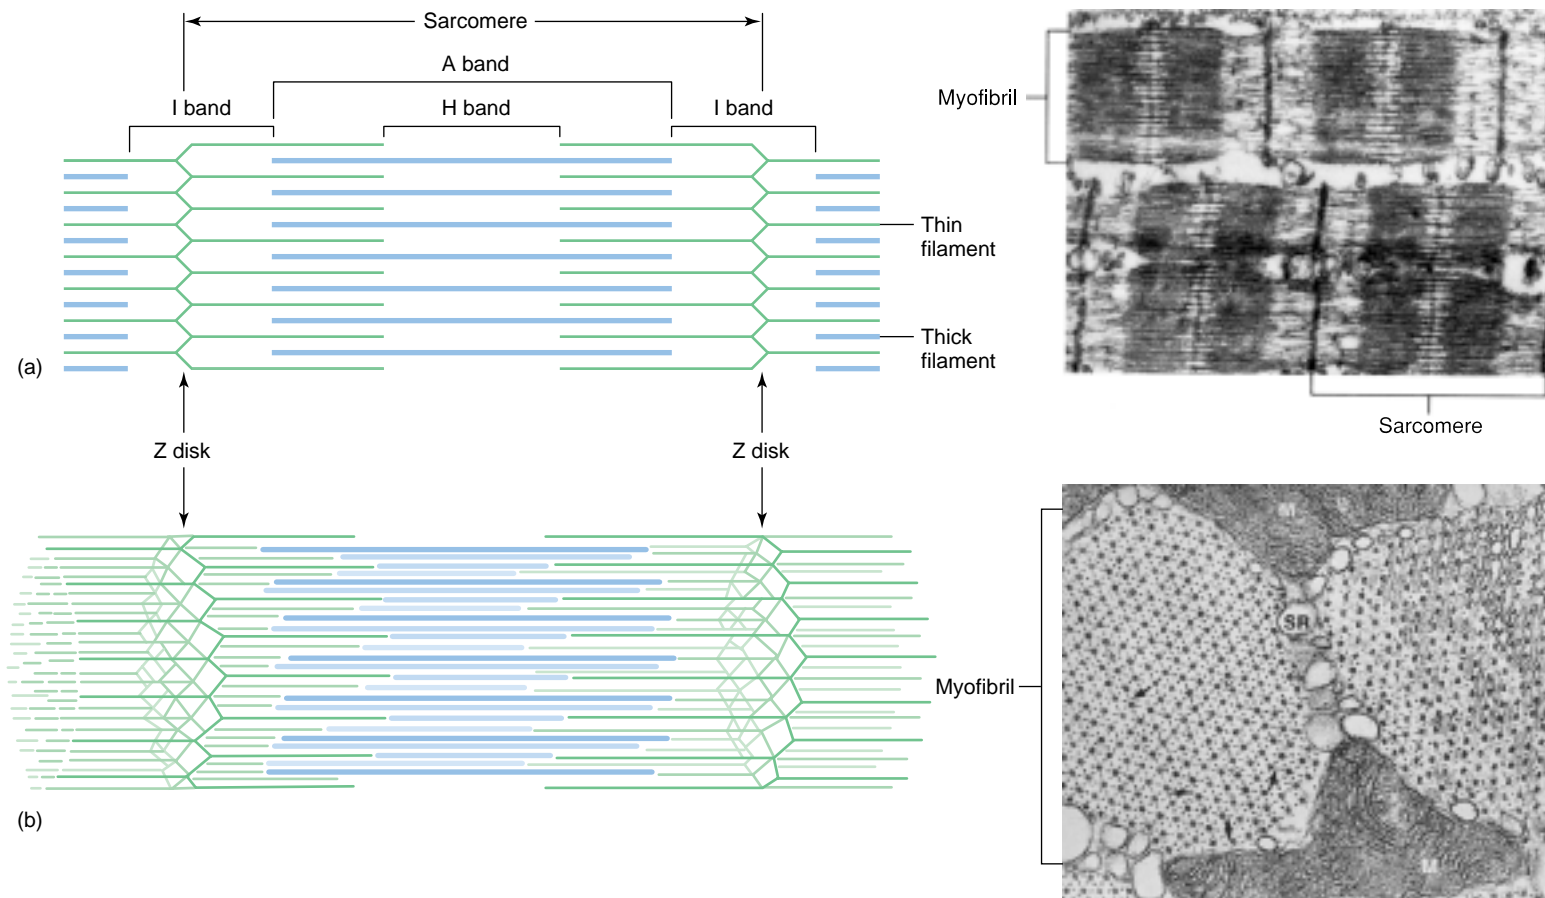 Sarcomere
A band
I band
H band
I band
Thin
filament
Thick
filament
(a)
Z disk
Z disk
(b)
Myofibril
Sarcomere
Myofibril
M
SR
M